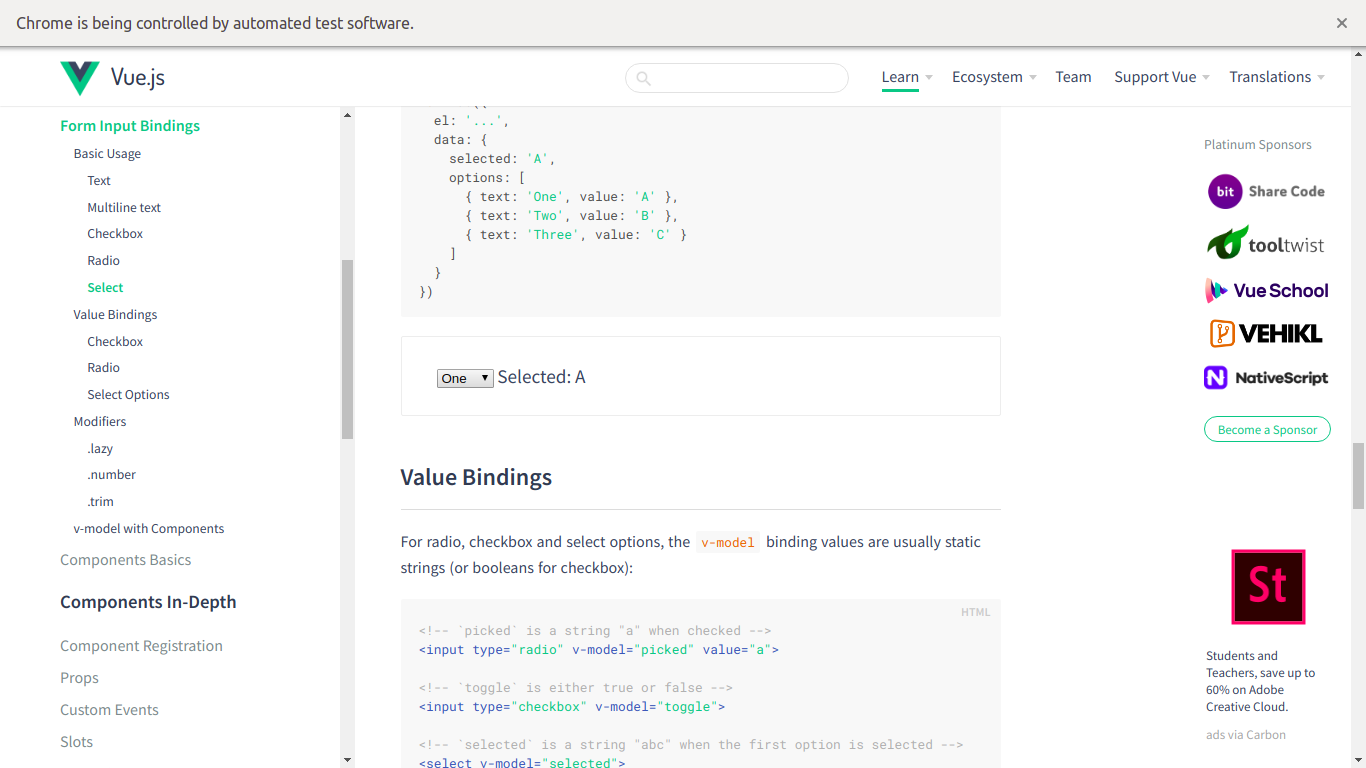 Chrome is being controlled by automated test software.
Vue.js
Learn
Ecosystem
Team
Support Vue
Translations
Form Input Bindings
Basic Usage
Text
Multiline text
Checkbox
Radio
Select
Value Bindings
Checkbox
Radio
Select Options
Modifiers
.lazy
.number
.trim
v-model with Components
Components Basics
Components In-Depth
Component Registration
Props
Custom Events
Slots
el: '...',
data: {
selected: 'A',
options: [
{ text: 'One', value: 'A' },
{ text: 'Two', value: 'B' },
{ text: 'Three', value: 'C' }
]
}
})
One Selected: A
Value Bindings
For radio, checkbox and select options, the v-model binding values are usually static
strings (or booleans for checkbox):
HTML
<!-- `picked` is a string "a" when checked -->
<input type="radio" v-model="picked" value="a">
<!-- `toggle` is either true or false -->
<input type="checkbox" v-model="toggle">
<!-- `selected` is a string "abc" when the first option is selected -->
<select v-model="selected">
Platinum Sponsors
bit Share Code
tooltwist
Vue School
VEHIKL
NativeScript
Become a Sponsor
St
Students and
Teachers, save up to
60% on Adobe
Creative Cloud.
ads via Carbon